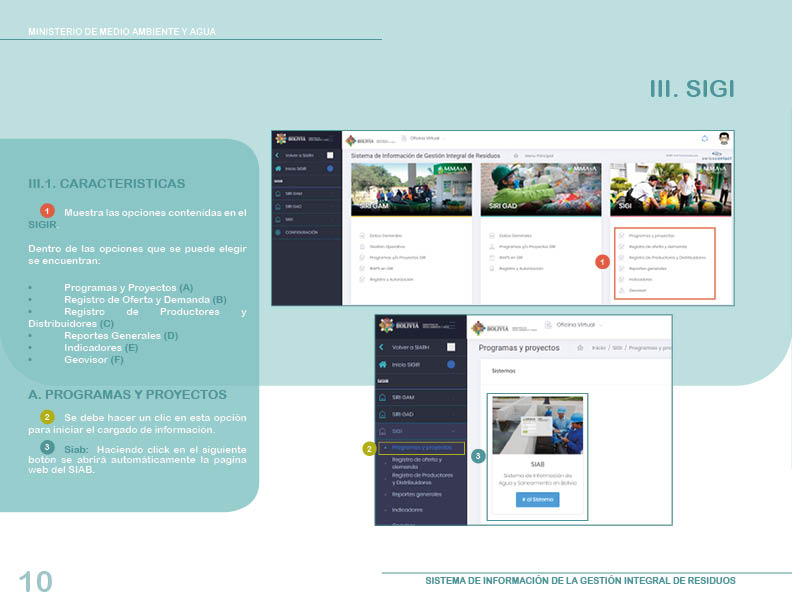 MINISTERIO DE MEDIO AMBIENTE Y AGUA
III. SIGI
III.1. CARACTERISTICAS
1 Muestra las opciones contenidas en el
SIGIR.
Dentro de las opciones que se puede elegir
se encuentran:
• Programas y Proyectos (A)
• Registro de Oferta y Demanda (B)
• Registro de Productores y
Distribuidores (C)
• Reportes Generales (D)
• Indicadores (E)
• Geovisor (F)
A. PROGRAMAS Y PROYECTOS
2 Se debe hacer un clic en esta opción
para iniciar el cargado de información.
3 Siab: Haciendo click en el siguiente
botón se abrirá automáticamente la pagina
web del SIAB.
BOLIVIA
Volver a SIARH
Inicio SIGIR
SIGIR
SIRI GAM
SIRI GAD
SIGI
CONFIGURACIÓN
BOLIVIA
Oficina Virtual
Sistema de Información de Gestión Integral de Residuos
Menu Principal
MMAyA
SIRI GAM
Datos Generales
Gestión Operativa
Programas y/o Proyectos GIR
RIAPS en GIR
Registro y Autorizacion
MMAyA
SIRI GAD
Datos Generales
Programas y/o Proyectos GIR
RIAPS en GIR
Registro y Autorizacion
MMAyA
SIGI
Programas y proyectos
Registro de oferta y demanda
Registro de Productores y Distribuidores
Reportes generales
Indicadores
Geovisor
1
BOLIVIA
Volver a SIARH
Inicio SIGIR
SIGIR
SIRI GAM
SIRI GAD
SIGI
2
Programas y proyectos
Registro de oferta y
demanda
Registro de Productores
y Distribuidores
Reportes generales
Indicadores
Geovisor
BOLIVIA
Oficina Virtual
Programas y proyectos
Inicio / SIGI / Programas y pro
Sistemas
3
SIAB
Sistema de Información de
Agua y Saneamiento en Bolivia
Ir al Sistema
10
SISTEMA DE INFORMACIÓN DE LA GESTIÓN INTEGRAL DE RESIDUOS